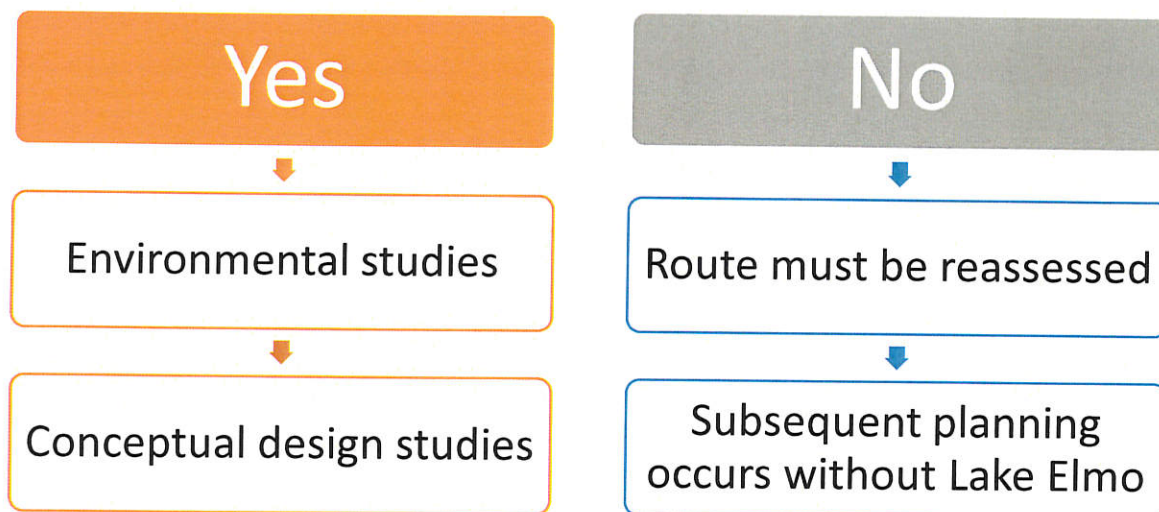 Yes
Environmental studies
Conceptual design studies
No
Route must be reassessed
Subsequent planning
occurs without Lake Elmo